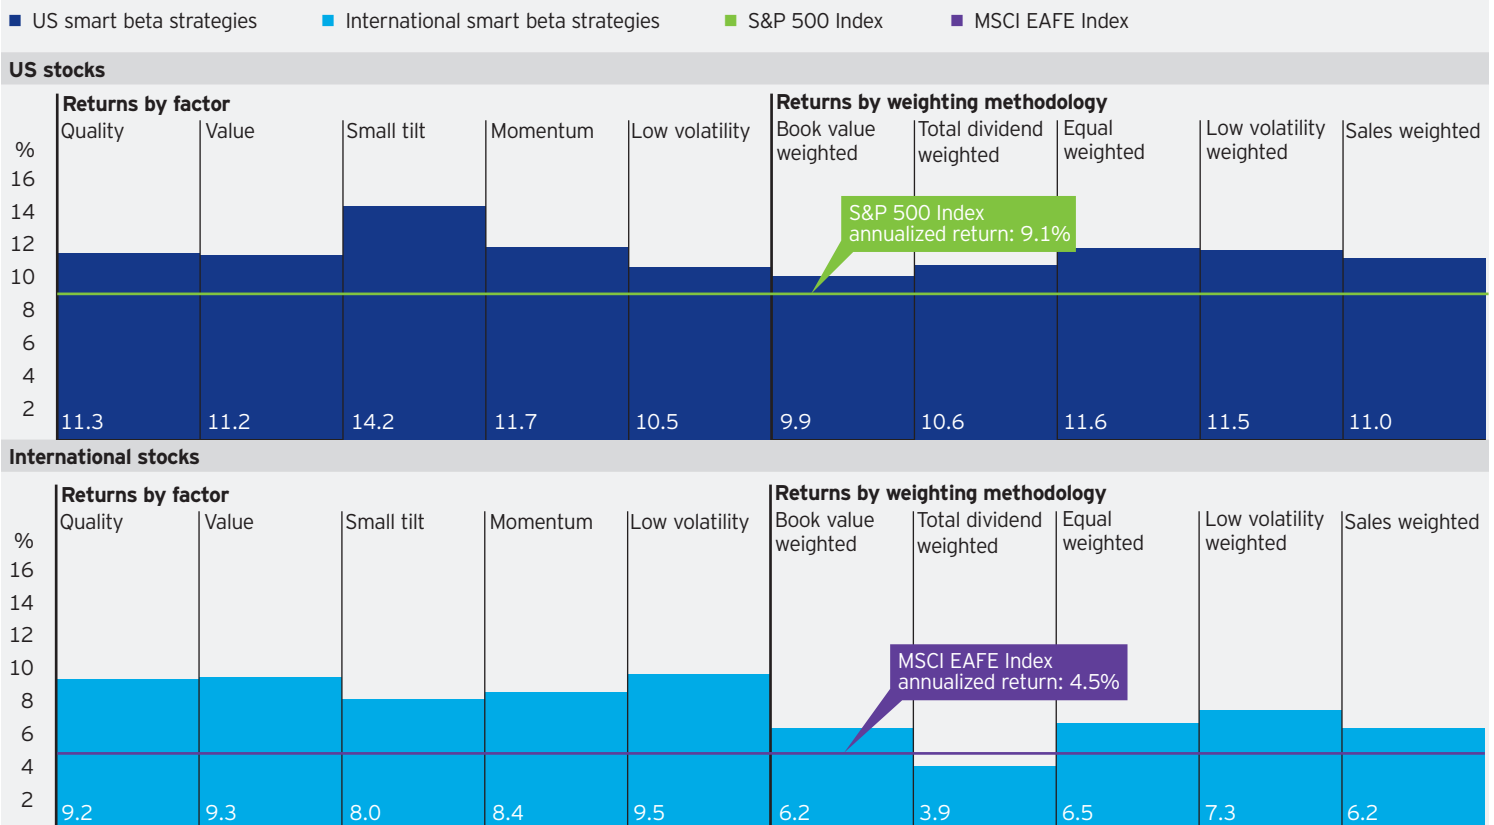 US smart beta strategies
International smart beta strategies
S&P 500 Index
MSCI EAFE Index
US stocks
Returns by factor
Returns by weighting methodology
Quality
Value
Small tilt
Momentum
Low volatility
Book value
weighted
Total dividend
weighted
Equal
weighted
Low volatility
weighted
Sales weighted
%
16
14
12
10
8
6
4
2
S&P 500 Index
annualized return: 9.1%
11.3
11.2
14.2
11.7
10.5
9.9
10.6
11.6
11.5
11.0
International stocks
Returns by factor
Returns by weighting methodology
Quality
Value
Small tilt
Momentum
Low volatility
Book value
weighted
Total dividend
weighted
Equal
weighted
Low volatility
weighted
Sales weighted
%
16
14
12
10
8
6
4
2
MSCI EAFE Index
annualized return: 4.5%
9.2
9.3
8.0
8.4
9.5
6.2
3.9
6.5
7.3
6.2